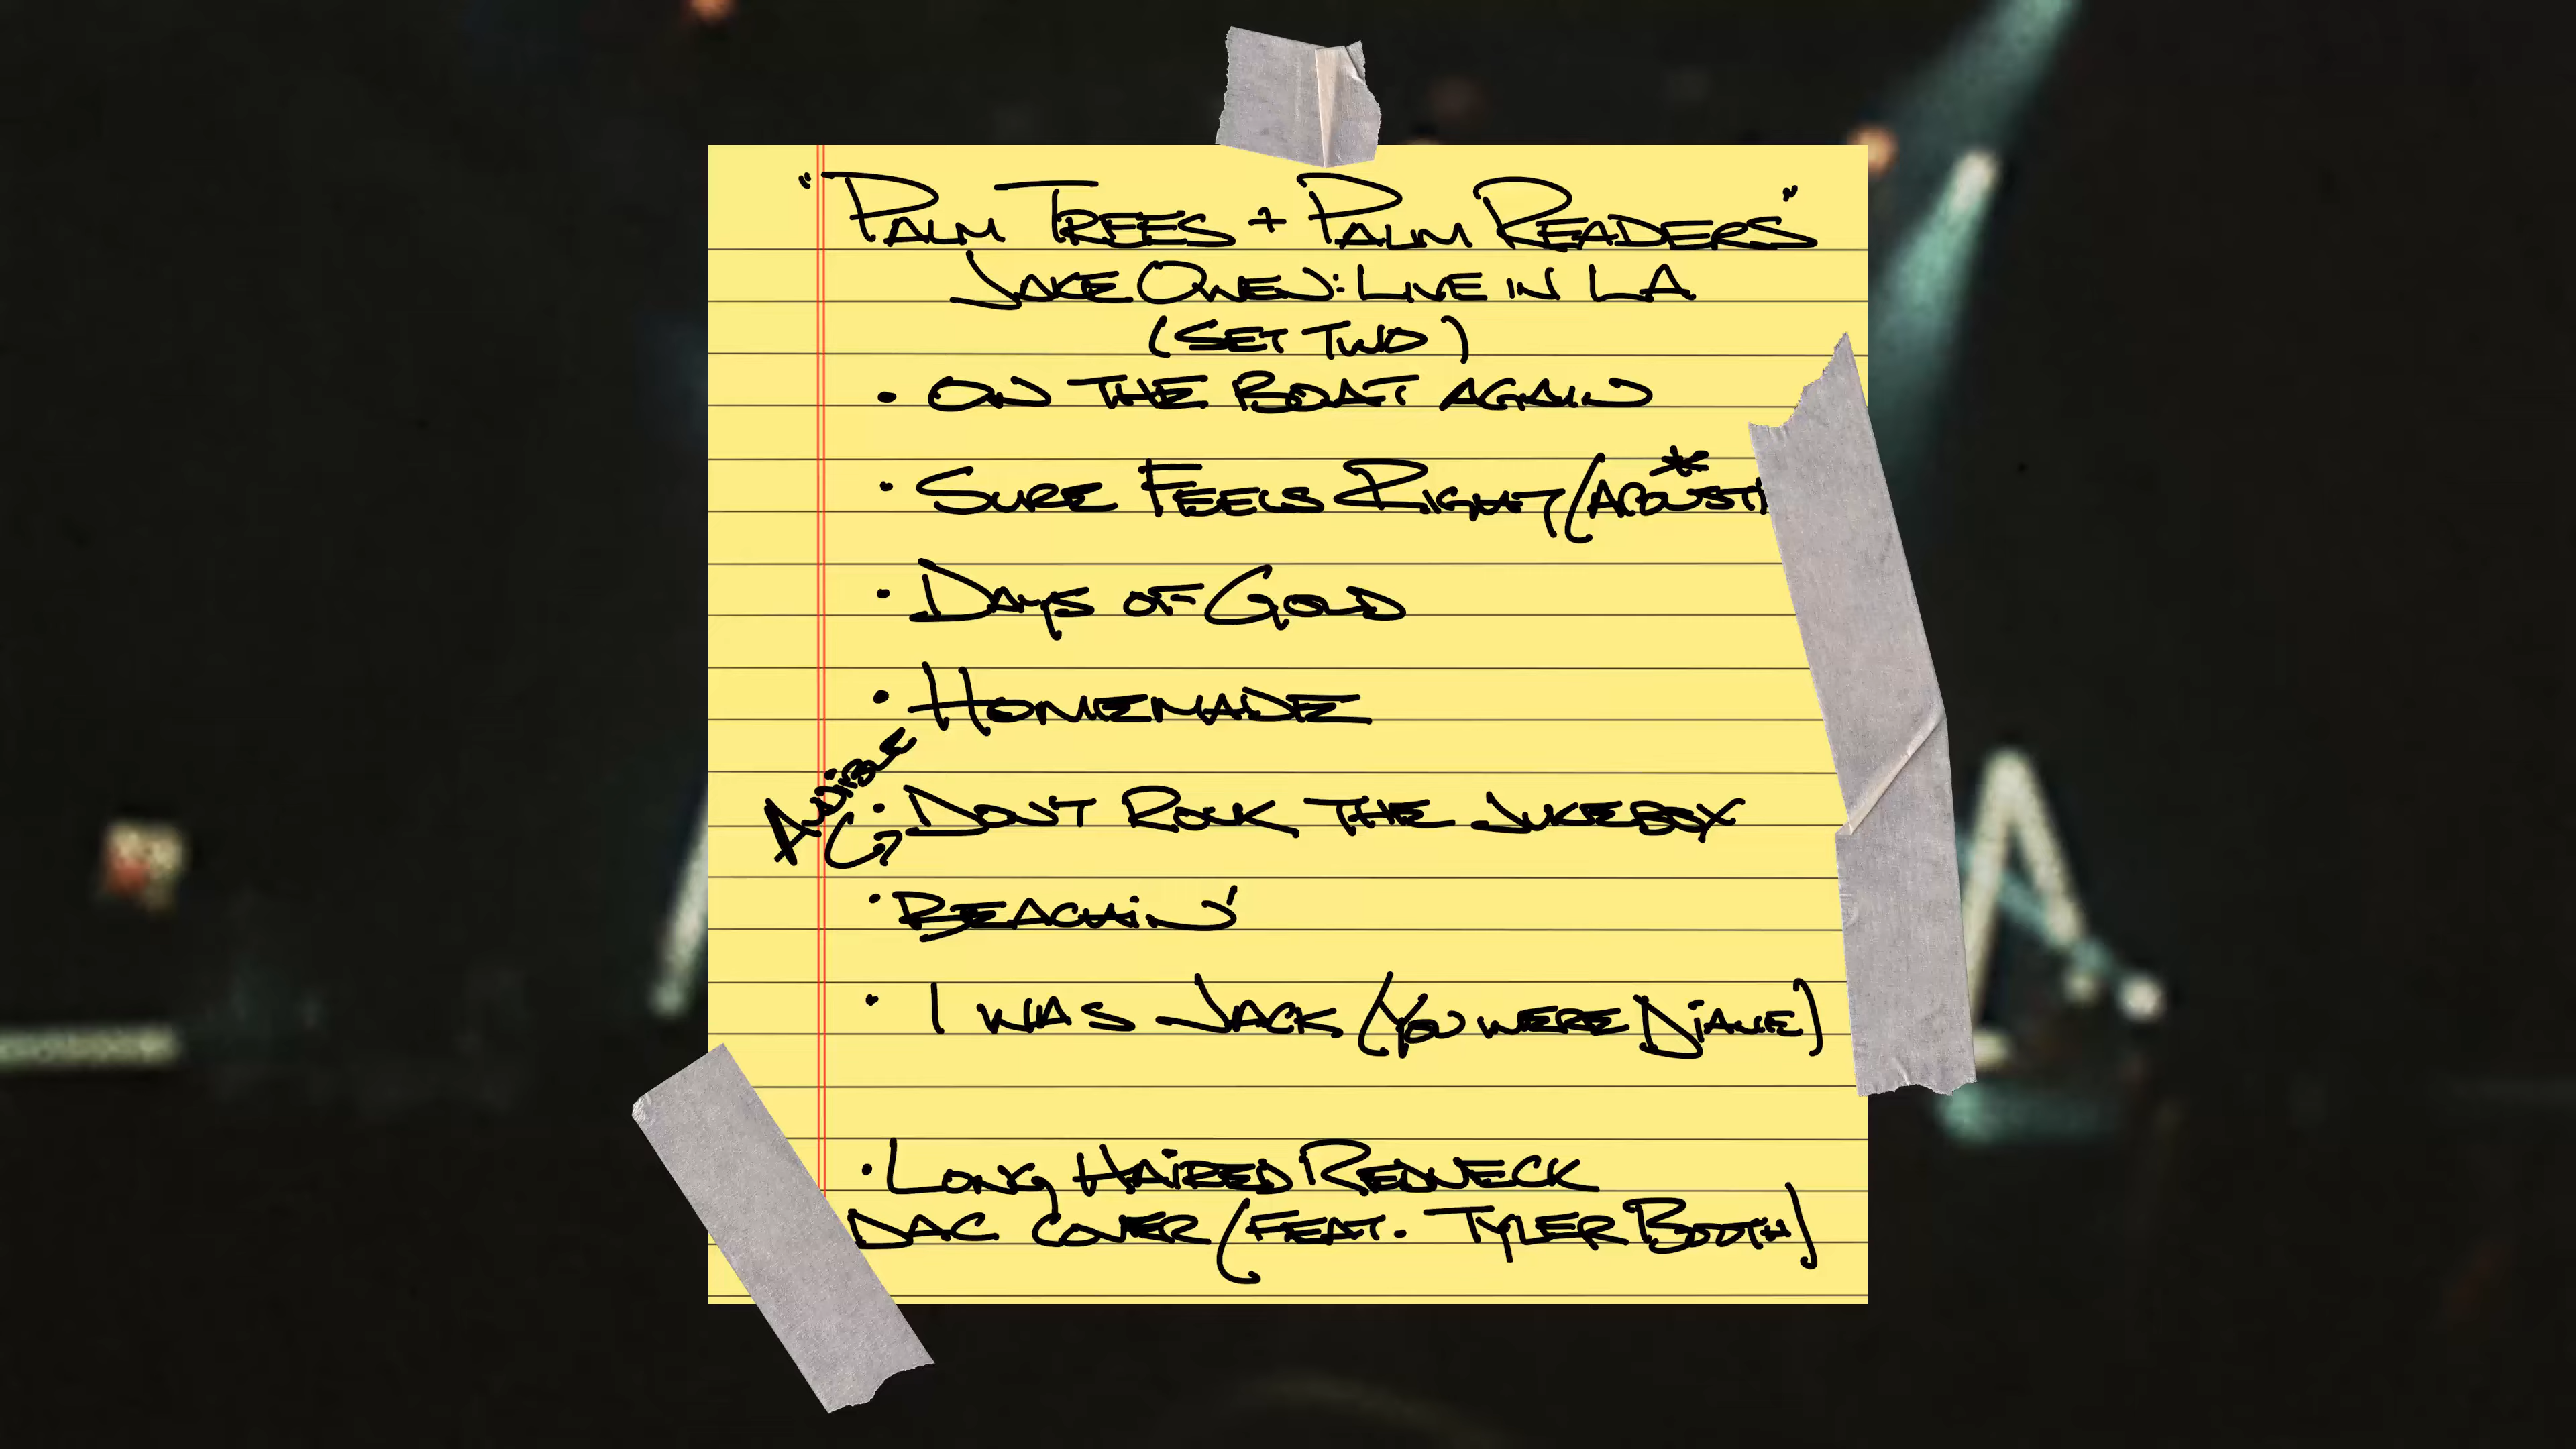 "PALM TREES + PALM READERS"
JAKE OWEN: LIVE IN LA
(SET TWO)
• ON THE BOAT AGAIN
• SURE FEELS RIGHT (ACOUSTI
*
• DAYS OF GOLD
• HOMEMADE
AUDIBLE
• DON'T ROCK THE JUKEBOX
• BEACHIN'
• I WAS JACK (YOU WERE DIANE)
• LONG HAIRED REDNECK
DAC COVER (FEAT. TYLER BOOTH)